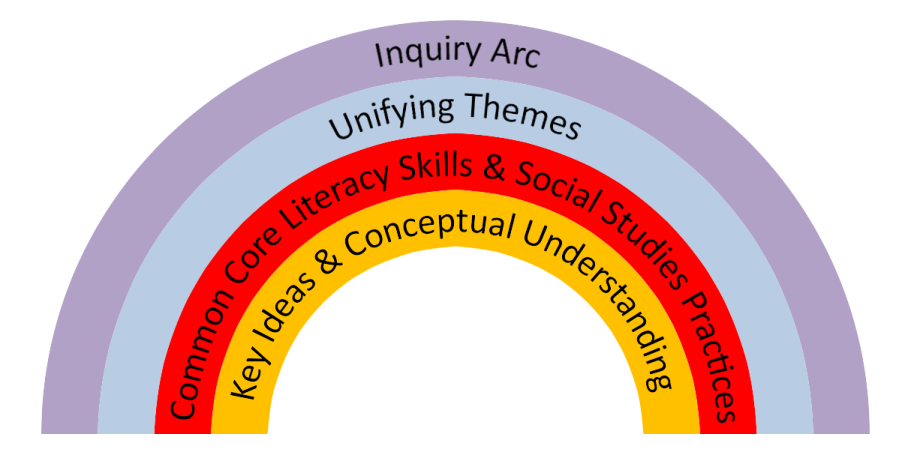 Inquiry Arc
Unifying Themes
Common Core Literacy Skills & Social Studies Practices
Key Ideas & Conceptual Understanding